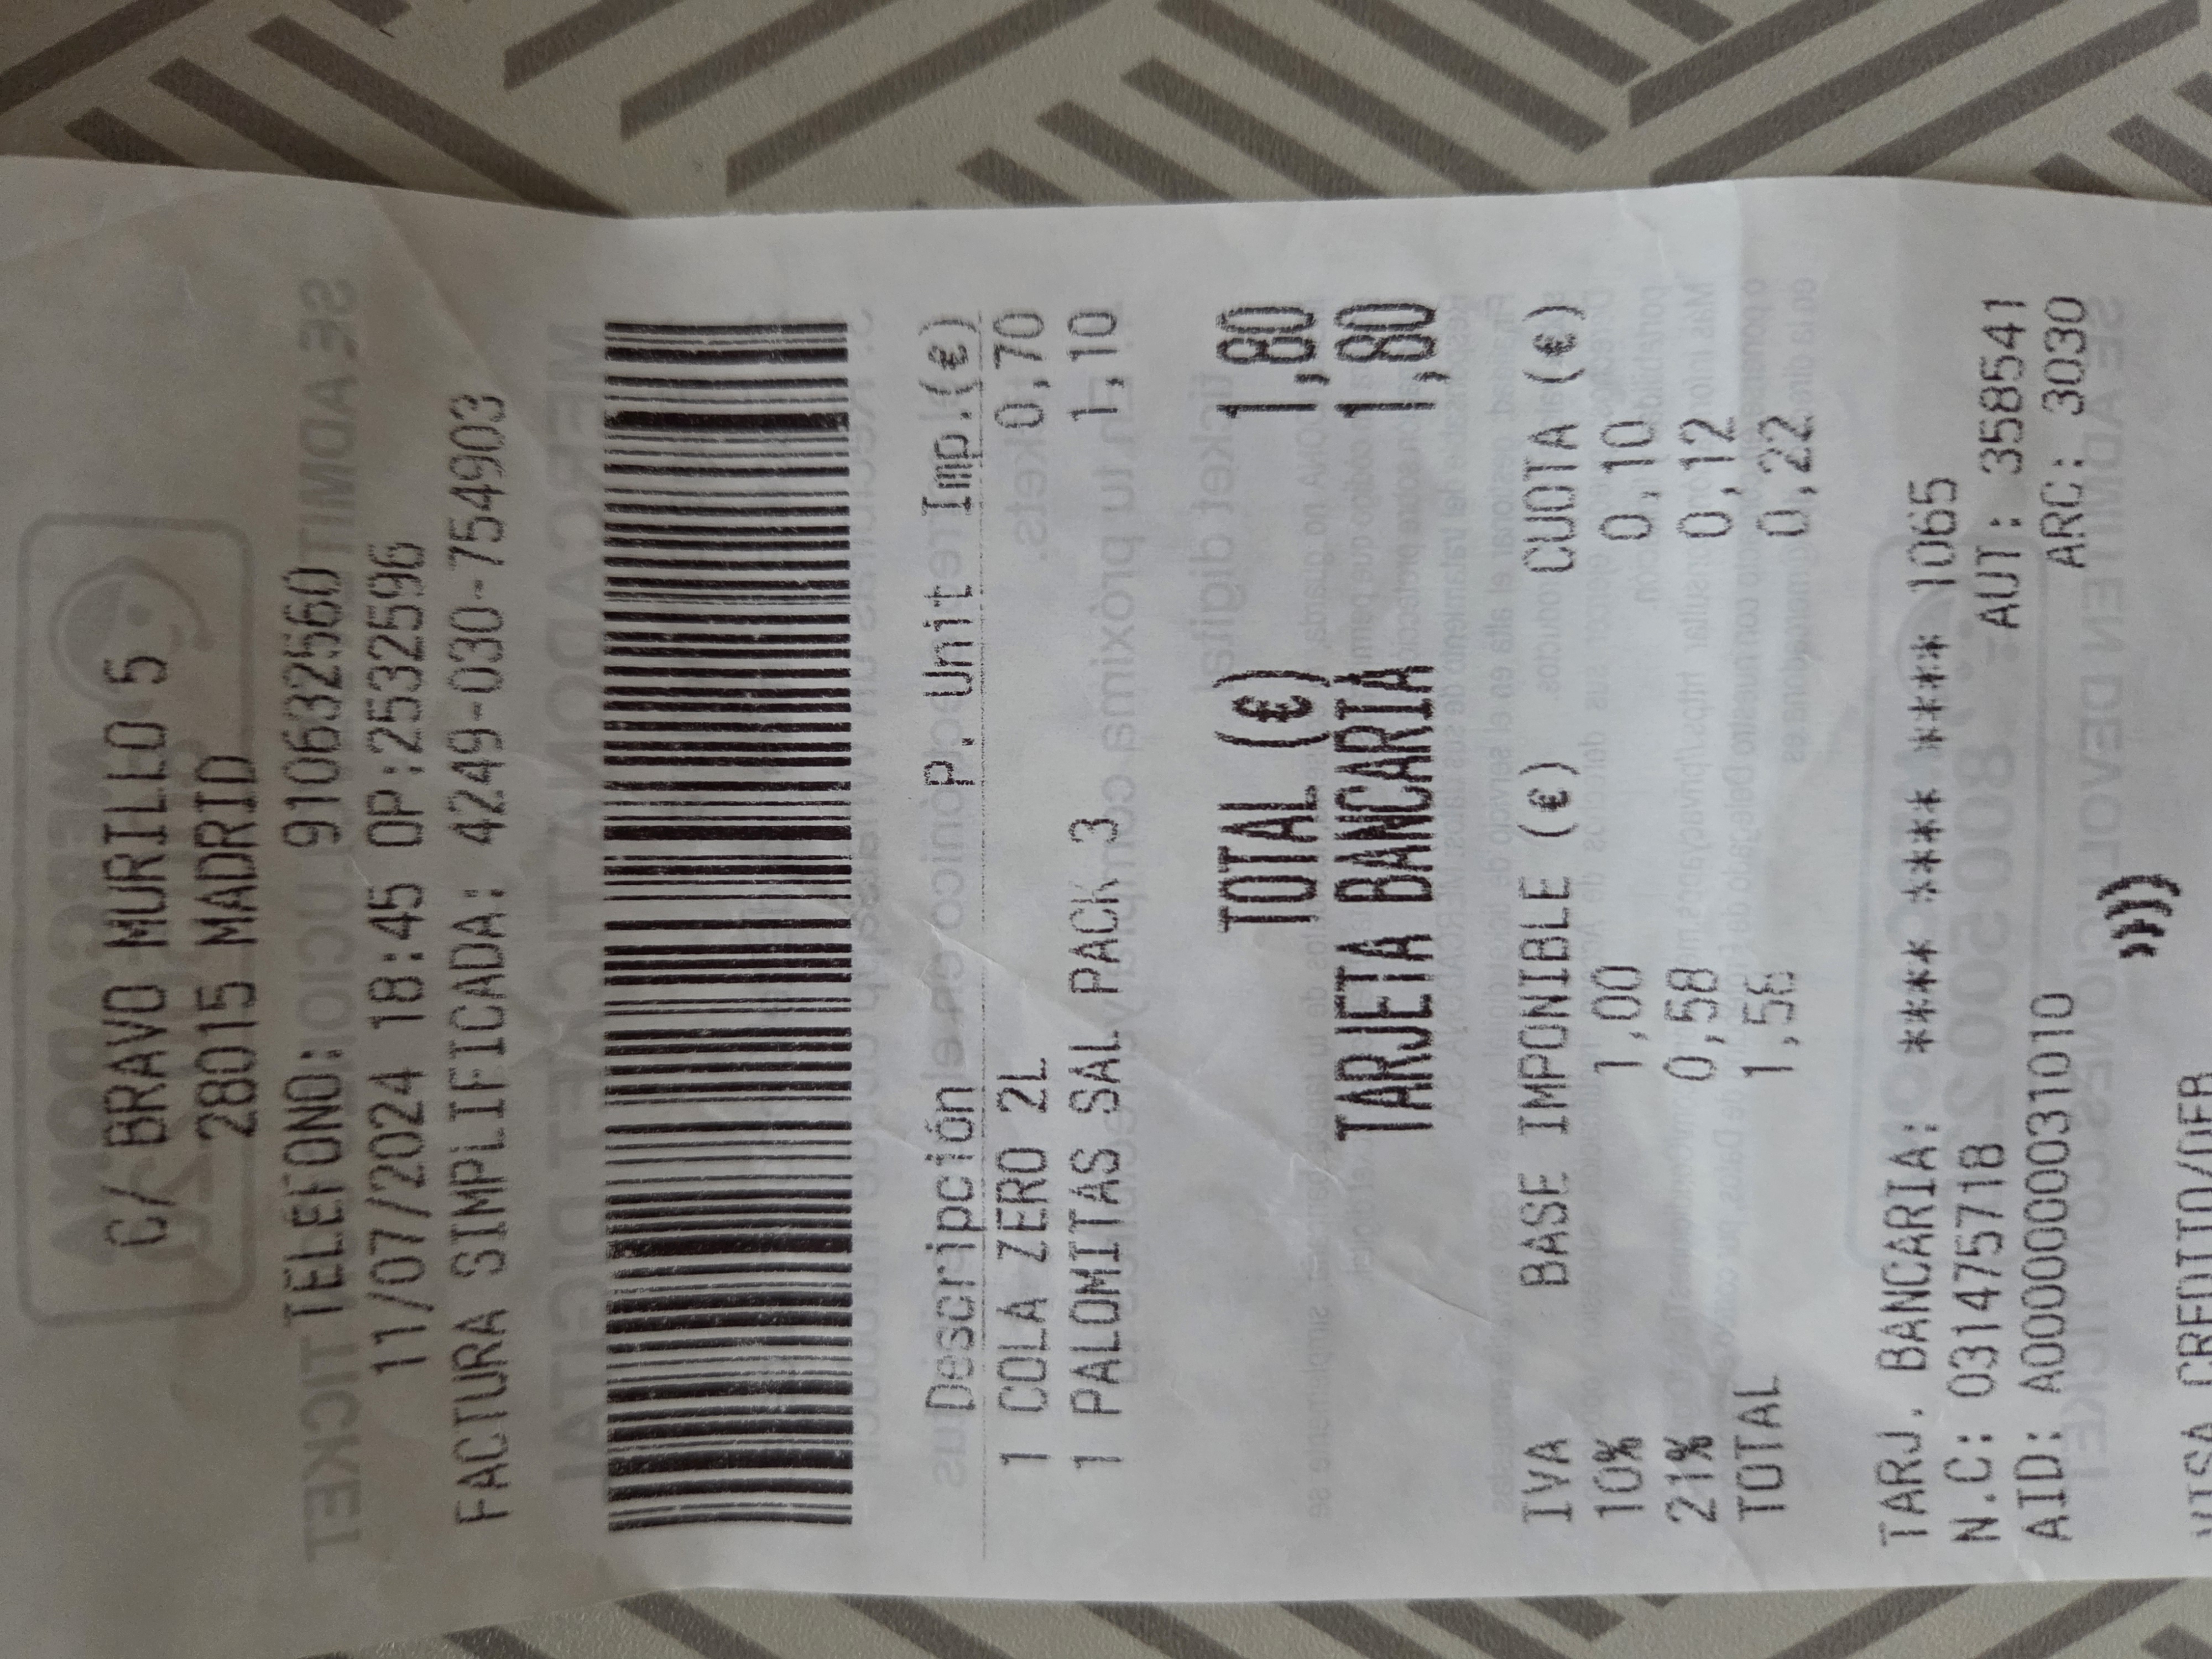 C/ BRAVO MURILLO 5
28015 MADRID
TELEFONO: 910632560
11/07/2024 18:45 OP:2532596
FACTURA SIMPLIFICADA: 4249-030-754903
Descripción P. Unit Imp.(€)
1 COLA ZERO 2L 0,70
1 PALOMITAS SAL PACK 3 1,10
TOTAL (€) 1,80
TARJETA BANCARIA 1,80
IVA BASE IMPONIBLE (€) CUOTA (€)
10% 1,00 0,10
21% 0,58 0,12
TOTAL 1,58 0,22
TARJ. BANCARIA: **** **** **** 1065
N.C: 031475718 AUT: 358541
AID: A0000000031010 ARC: 3030
VISA CREDITO/DEB